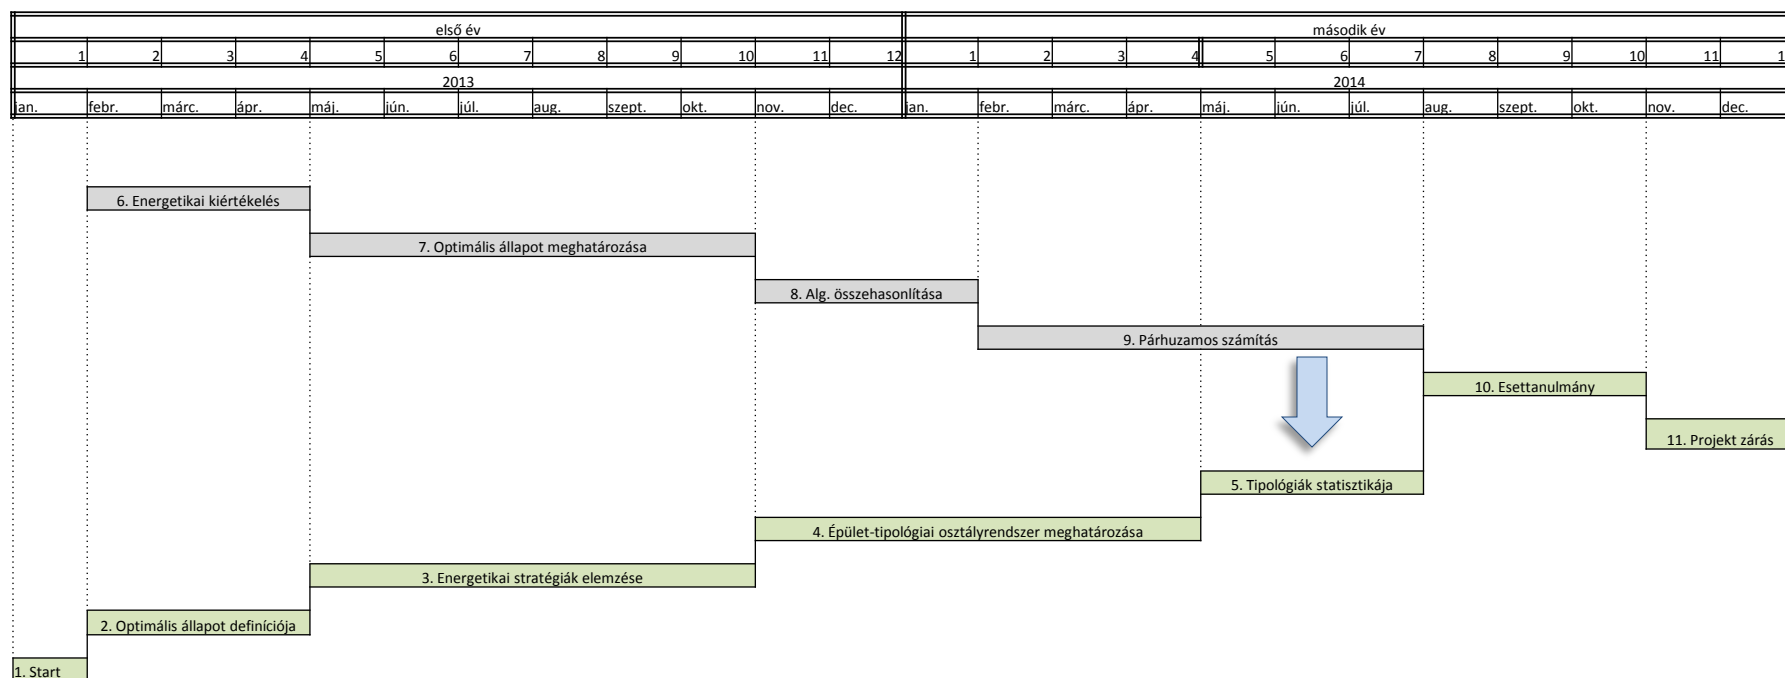 első év második év
1 2 3 4 5 6 7 8 9 10 11 12 1 2 3 4 5 6 7 8 9 10 11
2013 2014
jan. febr. márc. ápr. máj. jún. júl. aug. szept. okt. nov. dec. jan. febr. márc. ápr. máj. jún. júl. aug. szept. okt. nov. dec.
6. Energetikai kiértékelés
7. Optimális állapot meghatározása
8. Alg. összehasonlítása
9. Párhuzamos számítás
10. Esettanulmány
11. Projekt zárás
5. Tipológiák statisztikája
4. Épület-tipológiai osztályrendszer meghatározása
3. Energetikai stratégiák elemzése
2. Optimális állapot definíciója
1. Start